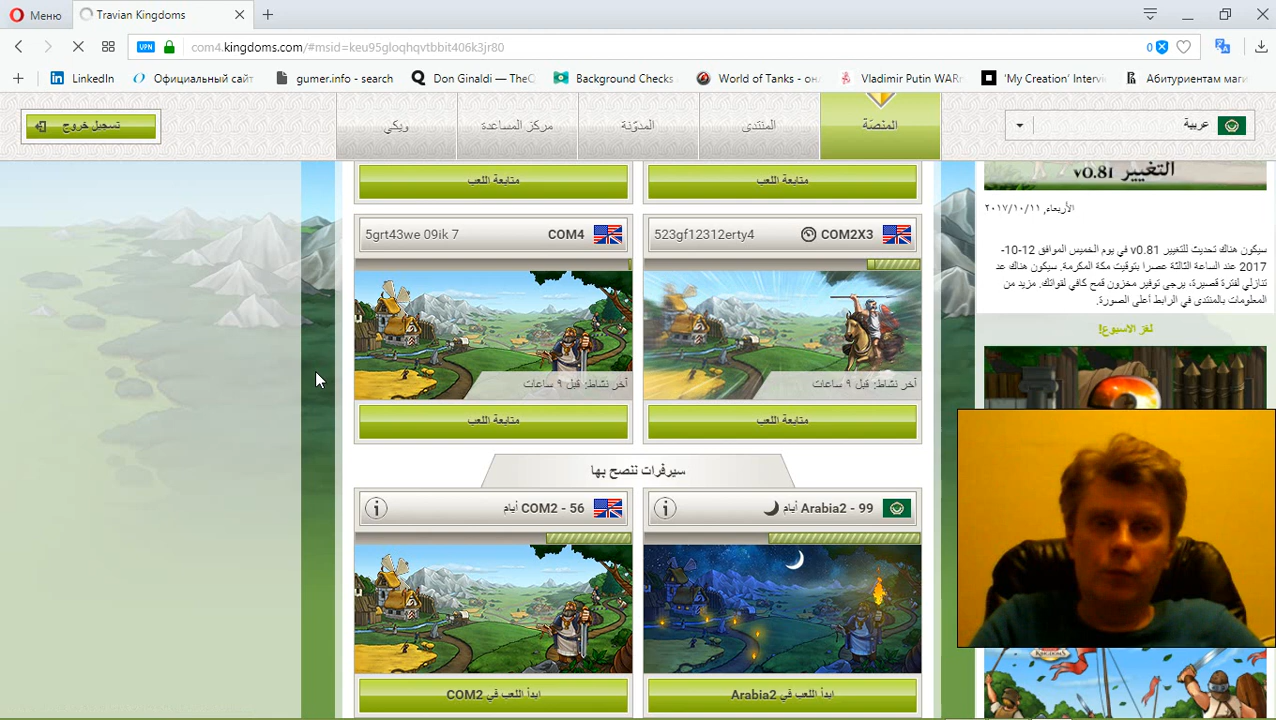 Меню
Travian Kingdoms
VPN
com4.kingdoms.com/#msid=keu95gloqhqvtbbit406k3jr80
0
LinkedIn
Официальный сайт
gumer.info - search
Don Ginaldi — TheQ
Background Checks
World of Tanks - он
Vladimir Putin WAR
'My Creation' Interv
Абитуриентам маги
عربية
المنصّة
المنتدى
المدوّنة
مركز المساعدة
ويكي
تسجيل خروج
التغيير v0.81
الأربعاء, ٢٠١٧/١٠/١١
سيكون هناك تحديث للتغيير v0.81 في يوم الخميس الموافق 12-10-
2017 عند الساعة الثالثة عصرا بتوقيت مكة المكرمة. سيكون هناك عد
تنازلي لفترة قصيرة، يرجى توفير مخزون قمح كافي لقواتك. مزيد من
المعلومات بالمنتدى في الرابط أعلى الصورة.
لغز الاسبوع!
متابعة اللعب
متابعة اللعب
COM2X3
523gf12312erty4
COM4
5grt43we 09ik 7
آخر نشاط: قبل ٩ ساعات
آخر نشاط: قبل ٩ ساعات
متابعة اللعب
متابعة اللعب
سيرفرات ننصح بها
Arabia2 - 99 أيام
COM2 - 56 أيام
ابدأ اللعب في Arabia2
ابدأ اللعب في COM2